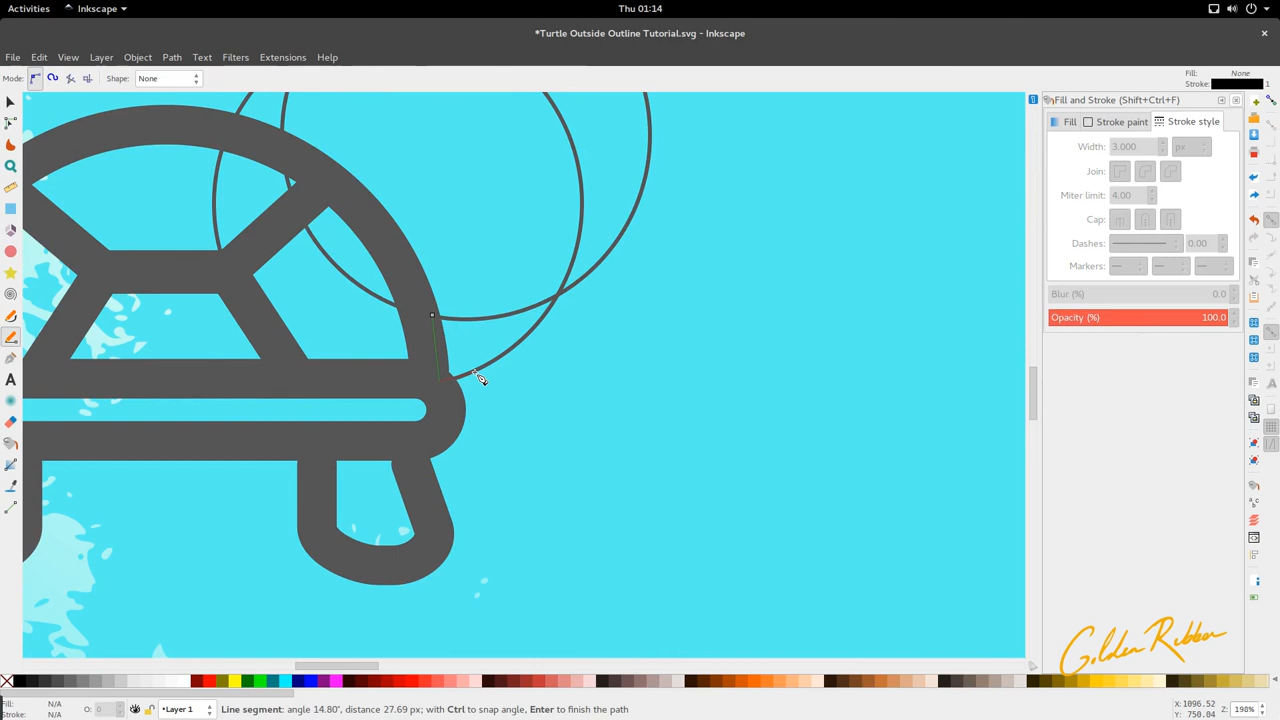 Activities Inkscape Thu 01:14
*Turtle Outside Outline Tutorial.svg - Inkscape
File Edit View Layer Object Path Text Filters Extensions Help
Mode: Shape: None Fill: None
Stroke: 1
Fill and Stroke (Shift+Ctrl+F)
Fill Stroke paint Stroke style
Width: 3.000 px
Join:
Miter limit: 4.00
Cap:
Dashes: 0.00
Markers:
Blur (%) 0.0
Opacity (%) 100.0
Golden Ribbon
Fill: N/A
Stroke: N/A
O: 0 Layer 1 Line segment: angle 14.80°, distance 27.69 px; with Ctrl to snap angle, Enter to finish the path
X: 1096.52
Y: 750.04
Z: 198%